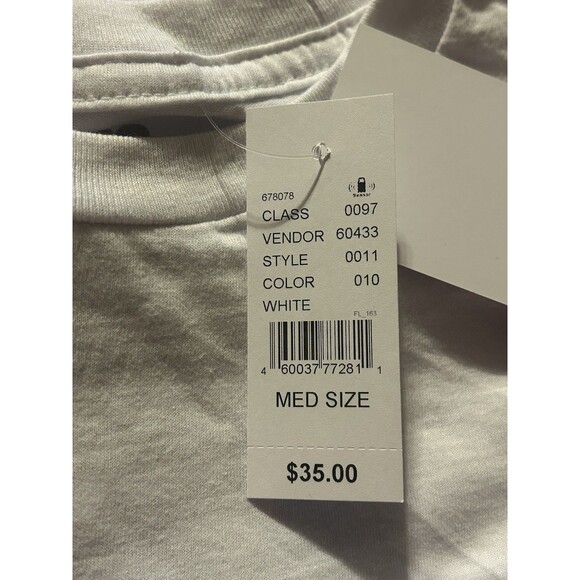 678078
Sensor
CLASS 0097
VENDOR 60433
STYLE 0011
COLOR 010
WHITE
FL_163
4 60037 77281 1
MED SIZE
$35.00